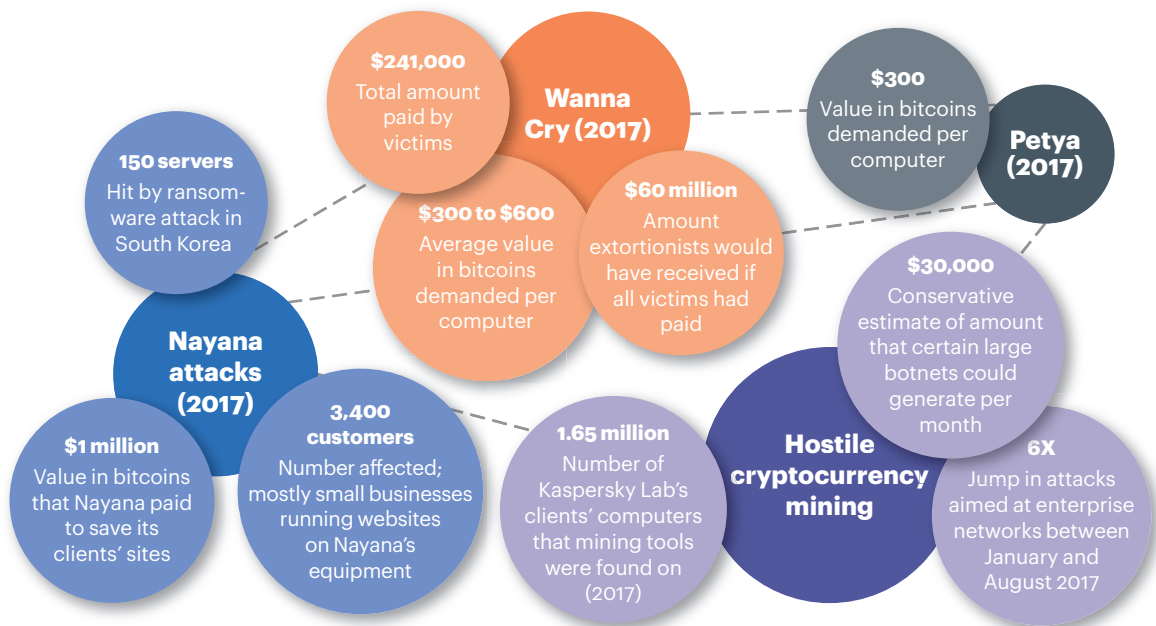 $241,000
Total amount
paid by
victims
Wanna
Cry (2017)
$300 to $600
Average value
in bitcoins
demanded per
computer
$60 million
Amount
extortionists would
have received if
all victims had
paid
$300
Value in bitcoins
demanded per
computer
Petya
(2017)
150 servers
Hit by ransom-
ware attack in
South Korea
Nayana
attacks
(2017)
$1 million
Value in bitcoins
that Nayana paid
to save its
clients’ sites
3,400
customers
Number affected;
mostly small businesses
running websites
on Nayana’s
equipment
1.65 million
Number of
Kaspersky Lab’s
clients’ computers
that mining tools
were found on
(2017)
Hostile
cryptocurrency
mining
$30,000
Conservative
estimate of amount
that certain large
botnets could
generate per
month
6X
Jump in attacks
aimed at enterprise
networks between
January and
August 2017